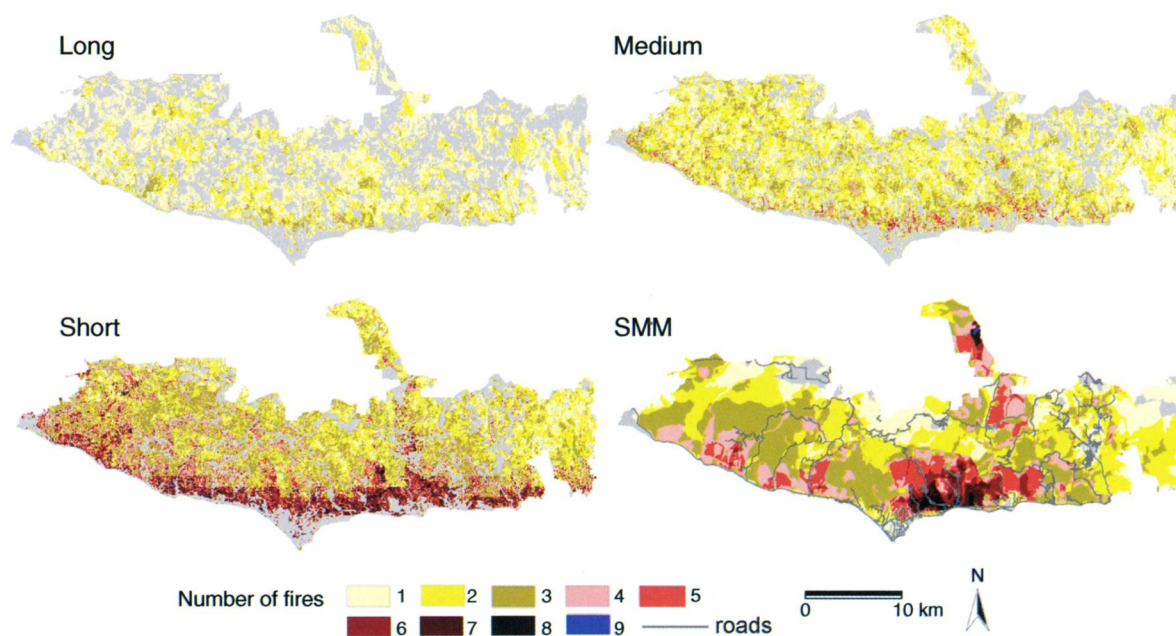 Long
Medium
Short
SMM
Number of fires 1 2 3 4 5
6 7 8 9 roads
0 10 km
N